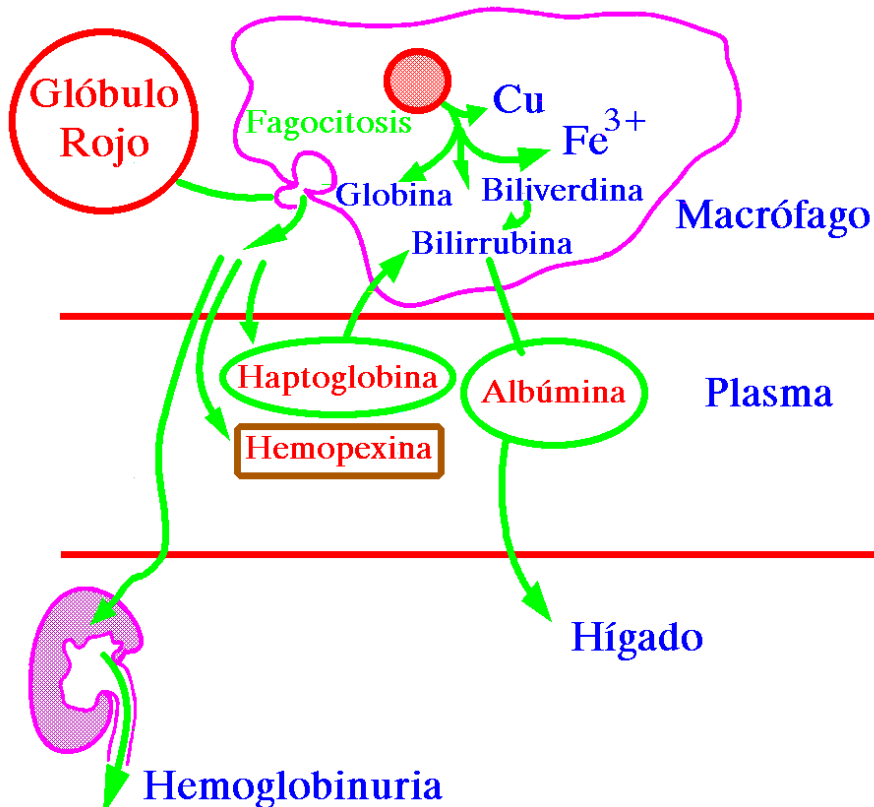 Glóbulo
Rojo
Fagocitosis
Cu
Fe3+
Globina
Biliverdina
Bilirrubina
Macrófago
Haptoglobina
Albúmina
Plasma
Hemopexina
Hígado
Hemoglobinuria